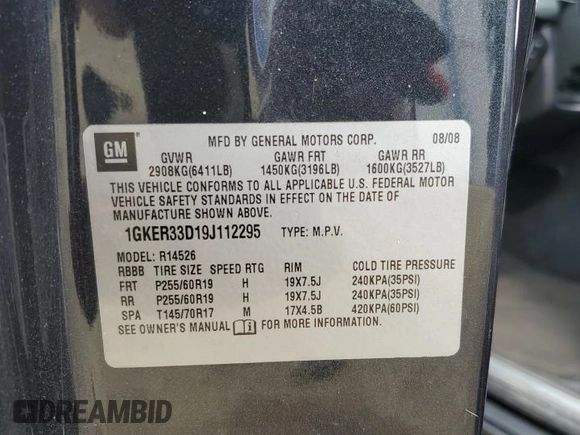 GM
MFD BY GENERAL MOTORS CORP. 08/08
GVWR GAWR FRT GAWR RR
2908KG(6411LB) 1450KG(3196LB) 1600KG(3527LB)
THIS VEHICLE CONFORMS TO ALL APPLICABLE U.S. FEDERAL MOTOR
VEHICLE SAFETY STANDARDS IN EFFECT ON THE DATE OF
MANUFACTURE SHOWN ABOVE.
1GKER33D19J112295 TYPE: M.P.V.
MODEL: R14526
RBBB TIRE SIZE SPEED RTG RIM COLD TIRE PRESSURE
FRT P255/60R19 H 19X7.5J 240KPA(35PSI)
RR P255/60R19 H 19X7.5J 240KPA(35PSI)
SPA T145/70R17 M 17X4.5B 420KPA(60PSI)
SEE OWNER'S MANUAL FOR MORE INFORMATION
DREAMBID